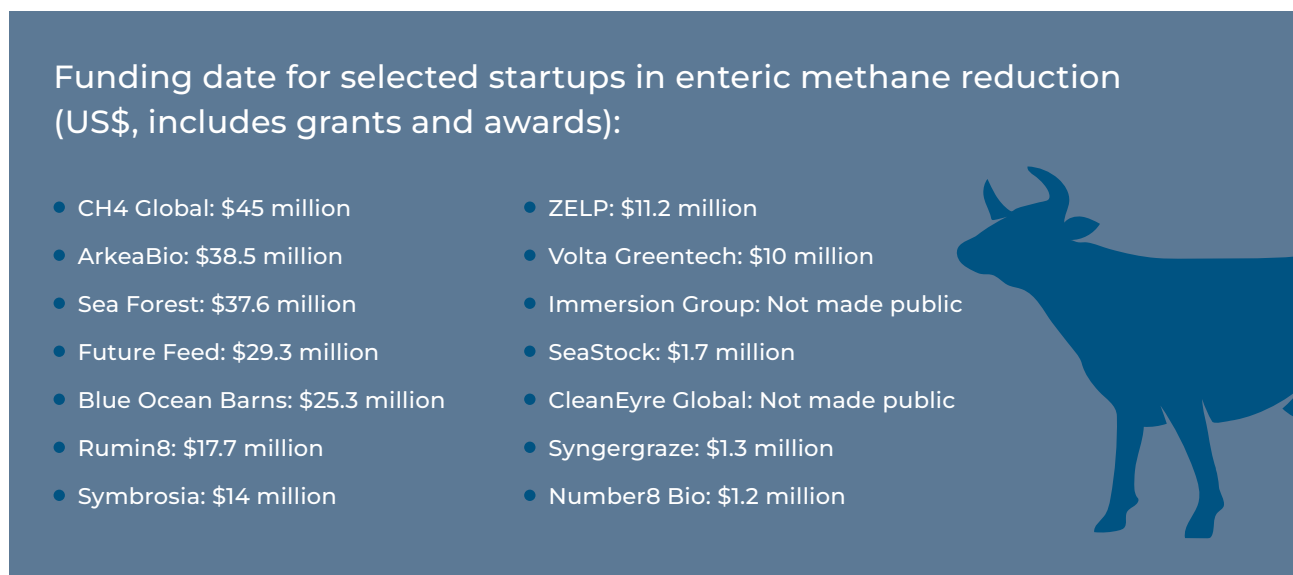 Funding date for selected startups in enteric methane reduction
(US$, includes grants and awards):
CH4 Global: $45 million
ArkeaBio: $38.5 million
Sea Forest: $37.6 million
Future Feed: $29.3 million
Blue Ocean Barns: $25.3 million
Rumin8: $17.7 million
Symbrosia: $14 million
ZELP: $11.2 million
Volta Greentech: $10 million
Immersion Group: Not made public
SeaStock: $1.7 million
CleanEyre Global: Not made public
Syngergraze: $1.3 million
Number8 Bio: $1.2 million